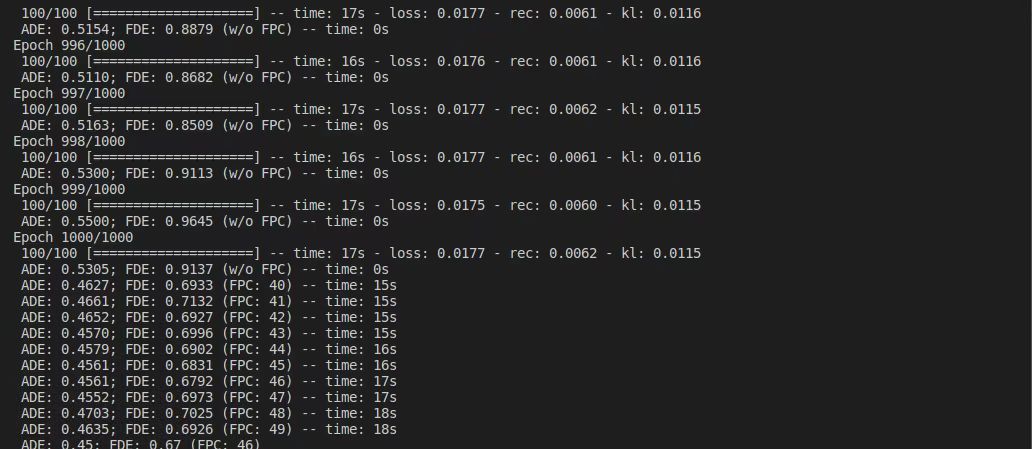 100/100 [====================] -- time: 17s - loss: 0.0177 - rec: 0.0061 - kl: 0.0116
ADE: 0.5154; FDE: 0.8879 (w/o FPC) -- time: 0s
Epoch 996/1000
100/100 [====================] -- time: 16s - loss: 0.0176 - rec: 0.0061 - kl: 0.0116
ADE: 0.5110; FDE: 0.8682 (w/o FPC) -- time: 0s
Epoch 997/1000
100/100 [====================] -- time: 17s - loss: 0.0177 - rec: 0.0062 - kl: 0.0115
ADE: 0.5163; FDE: 0.8509 (w/o FPC) -- time: 0s
Epoch 998/1000
100/100 [====================] -- time: 16s - loss: 0.0177 - rec: 0.0061 - kl: 0.0116
ADE: 0.5300; FDE: 0.9113 (w/o FPC) -- time: 0s
Epoch 999/1000
100/100 [====================] -- time: 17s - loss: 0.0175 - rec: 0.0060 - kl: 0.0115
ADE: 0.5500; FDE: 0.9645 (w/o FPC) -- time: 0s
Epoch 1000/1000
100/100 [====================] -- time: 17s - loss: 0.0177 - rec: 0.0062 - kl: 0.0115
ADE: 0.5305; FDE: 0.9137 (w/o FPC) -- time: 0s
ADE: 0.4627; FDE: 0.6933 (FPC: 40) -- time: 15s
ADE: 0.4661; FDE: 0.7132 (FPC: 41) -- time: 15s
ADE: 0.4652; FDE: 0.6927 (FPC: 42) -- time: 15s
ADE: 0.4570; FDE: 0.6996 (FPC: 43) -- time: 15s
ADE: 0.4579; FDE: 0.6902 (FPC: 44) -- time: 16s
ADE: 0.4561; FDE: 0.6831 (FPC: 45) -- time: 16s
ADE: 0.4561; FDE: 0.6792 (FPC: 46) -- time: 17s
ADE: 0.4552; FDE: 0.6973 (FPC: 47) -- time: 17s
ADE: 0.4703; FDE: 0.7025 (FPC: 48) -- time: 18s
ADE: 0.4635; FDE: 0.6926 (FPC: 49) -- time: 18s
ADE: 0.45; FDE: 0.67 (FPC: 46)